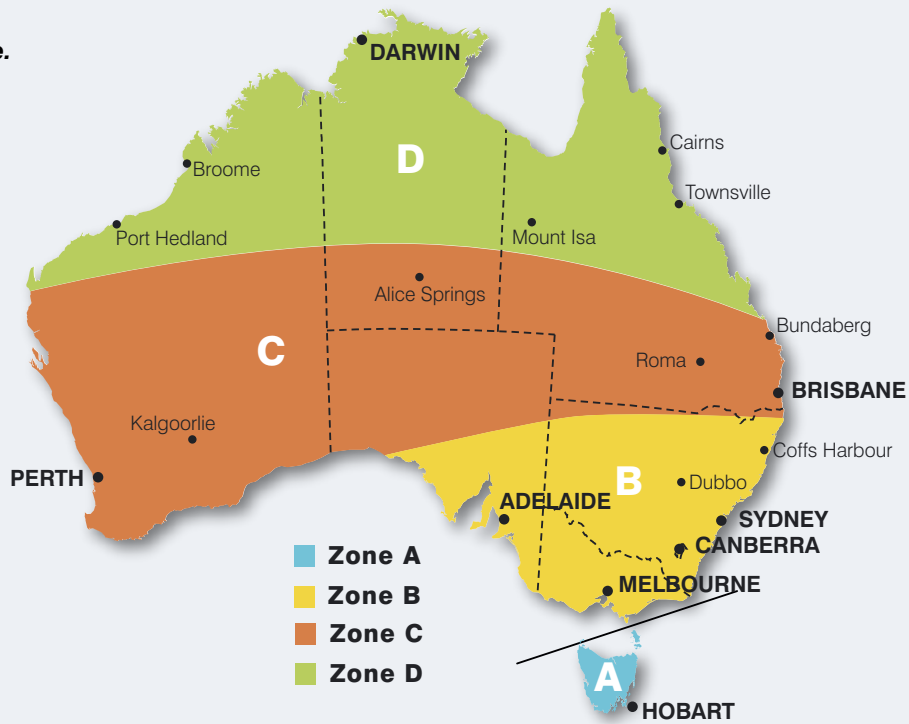 e.
DARWIN
D
Cairns
Broome
Townsville
Port Hedland
Mount Isa
Alice Springs
Bundaberg
C
Roma
BRISBANE
Kalgoorlie
Coffs Harbour
PERTH
B
Dubbo
ADELAIDE
SYDNEY
CANBERRA
Zone A
MELBOURNE
Zone B
Zone C
Zone D
A
HOBART